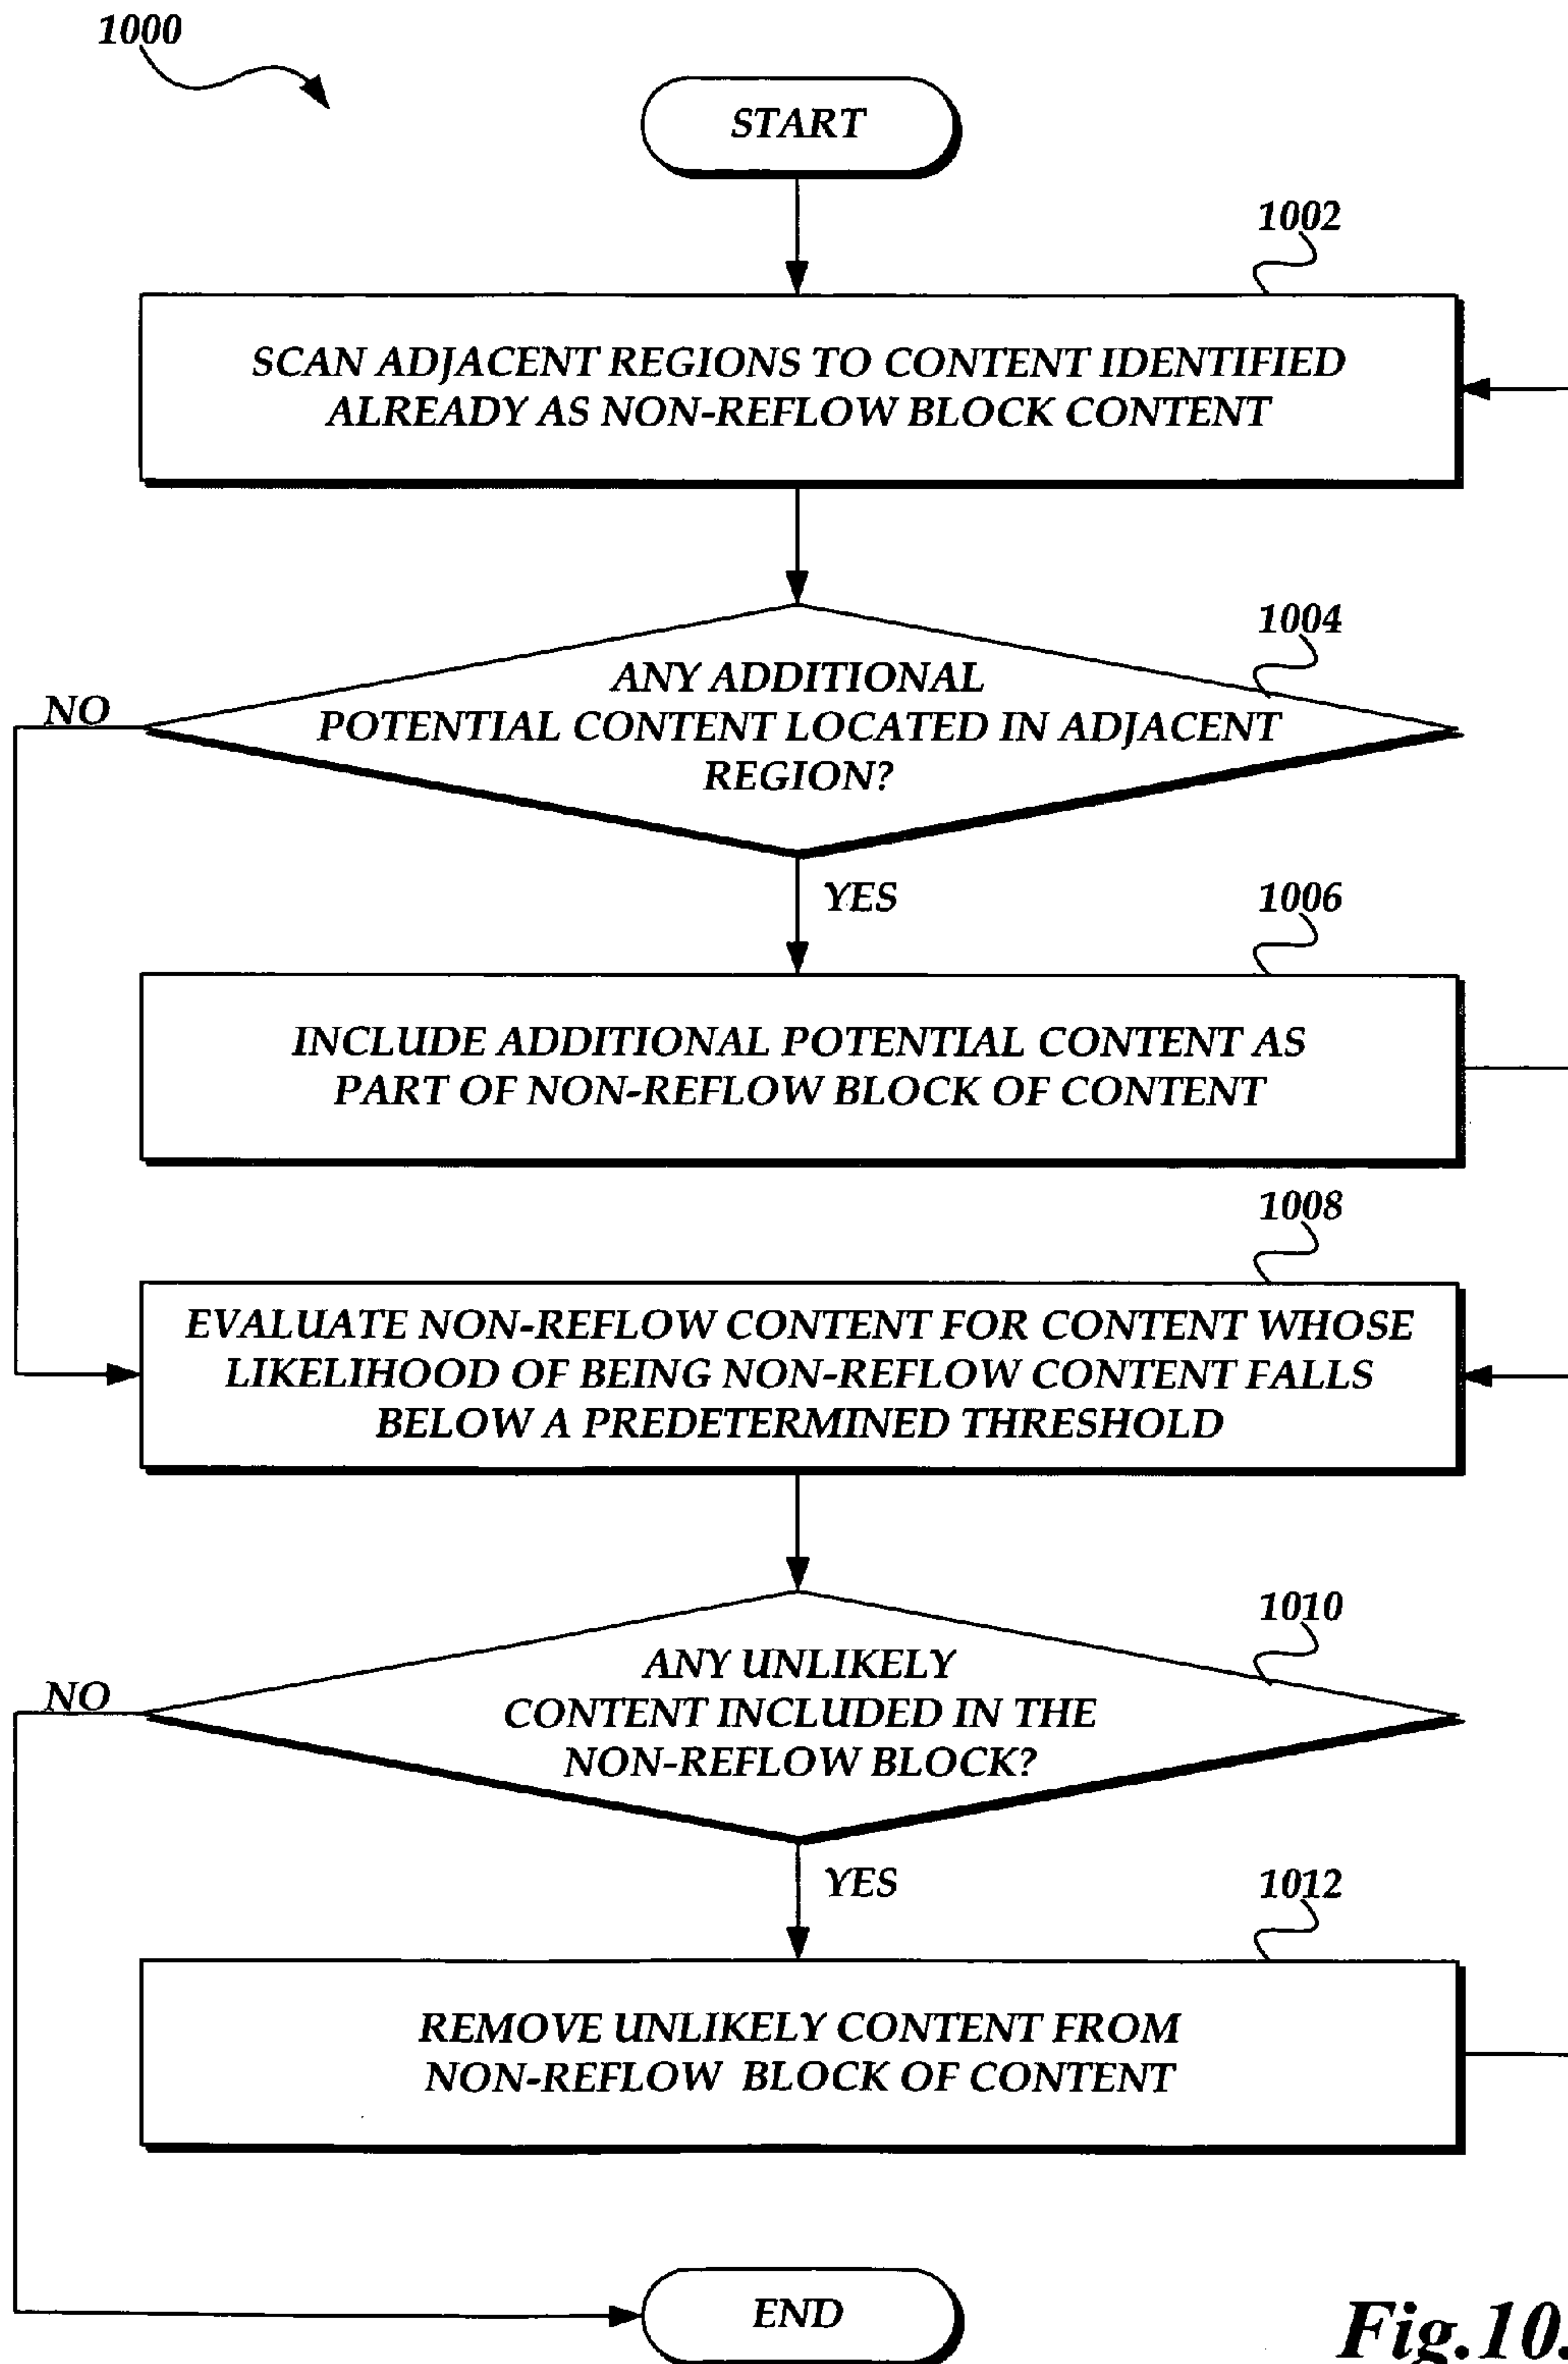 1000
START
1002
SCAN ADJACENT REGIONS TO CONTENT IDENTIFIED
ALREADY AS NON-REFLOW BLOCK CONTENT
1004
ANY ADDITIONAL
POTENTIAL CONTENT LOCATED IN ADJACENT
REGION?
NO
YES
1006
INCLUDE ADDITIONAL POTENTIAL CONTENT AS
PART OF NON-REFLOW BLOCK OF CONTENT
1008
EVALUATE NON-REFLOW CONTENT FOR CONTENT WHOSE
LIKELIHOOD OF BEING NON-REFLOW CONTENT FALLS
BELOW A PREDETERMINED THRESHOLD
1010
ANY UNLIKELY
CONTENT INCLUDED IN THE
NON-REFLOW BLOCK?
NO
YES
1012
REMOVE UNLIKELY CONTENT FROM
NON-REFLOW BLOCK OF CONTENT
END
Fig.10.